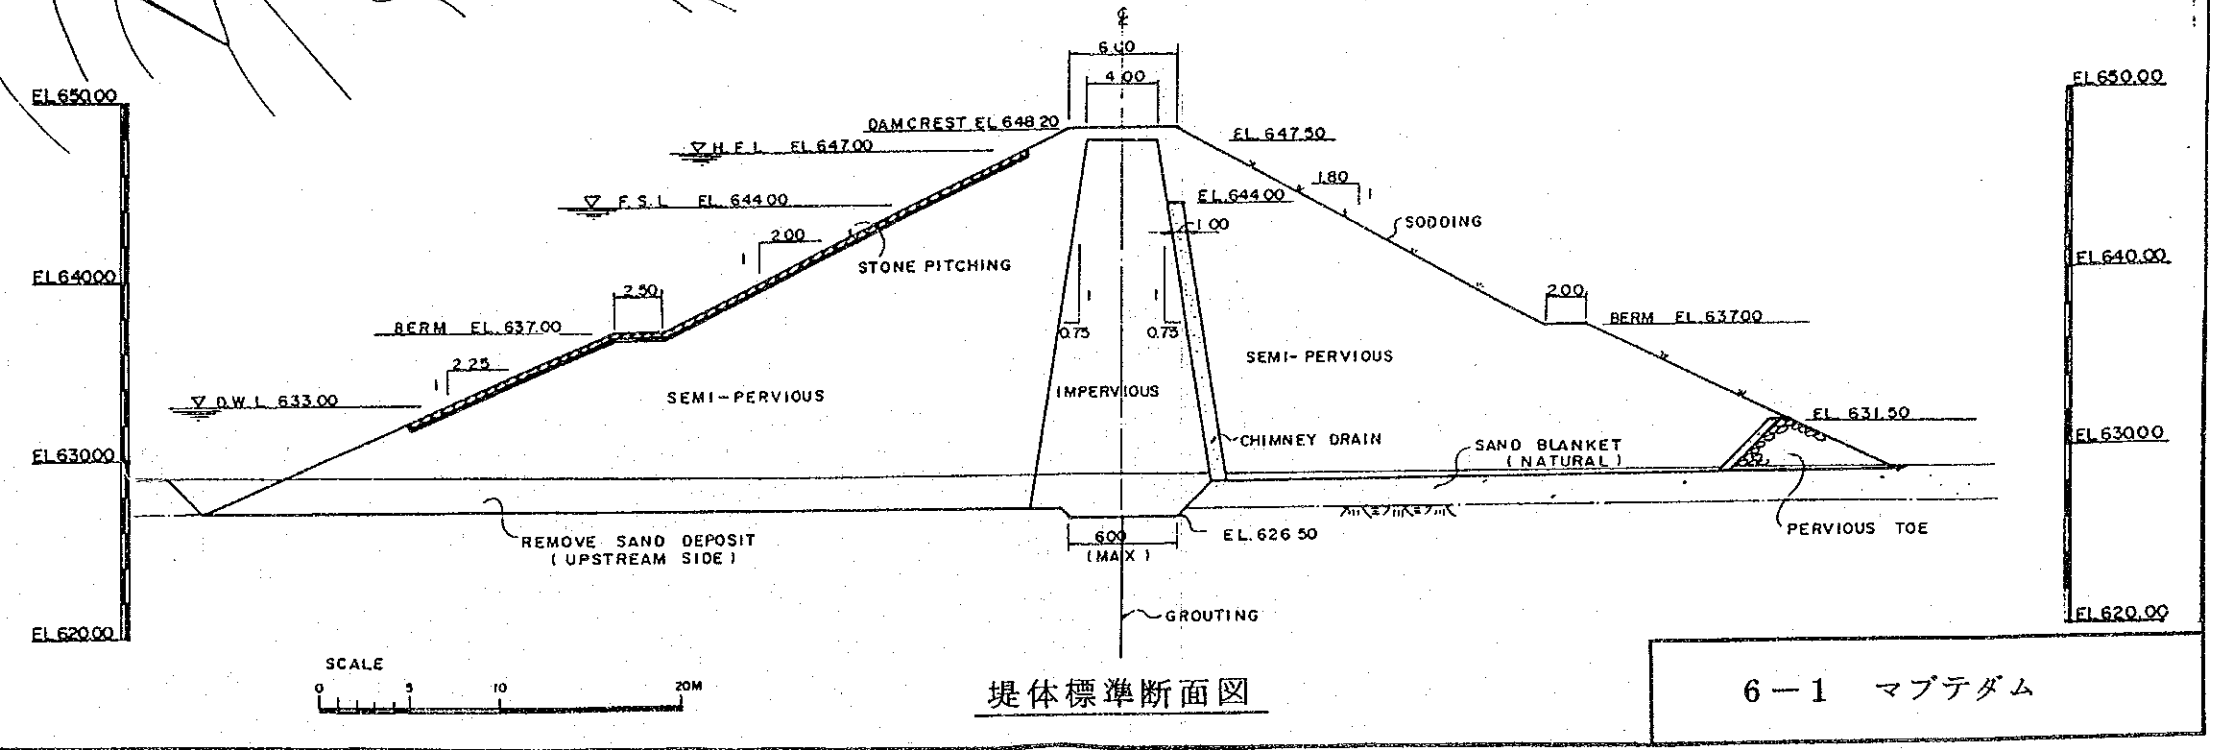 ℄
6.00
4.00
EL.650.00
EL.650.00
DAM CREST EL 648.20
EL. 647.50
H.F.L EL 647.00
1.80
1
F.S.L EL. 644.00
EL.644.00
1.00
SODDING
2.00
1
STONE PITCHING
EL.640.00
EL.640.00
2.50
1
1
2.00
BERM EL. 637.00
0.75
0.75
BERM EL. 637.00
2.25
1
SEMI-PERVIOUS
SEMI-PERVIOUS
IMPERVIOUS
D.W.L 633.00
EL 631.50
CHIMNEY DRAIN
SAND BLANKET
(NATURAL)
EL.630.00
EL.630.00
REMOVE SAND DEPOSIT
(UPSTREAM SIDE)
6.00
(MAX)
EL. 626.50
PERVIOUS TOE
GROUTING
EL.620.00
EL.620.00
SCALE
0 5 10 20M
堤体標準断面図
6－1 マブテダム